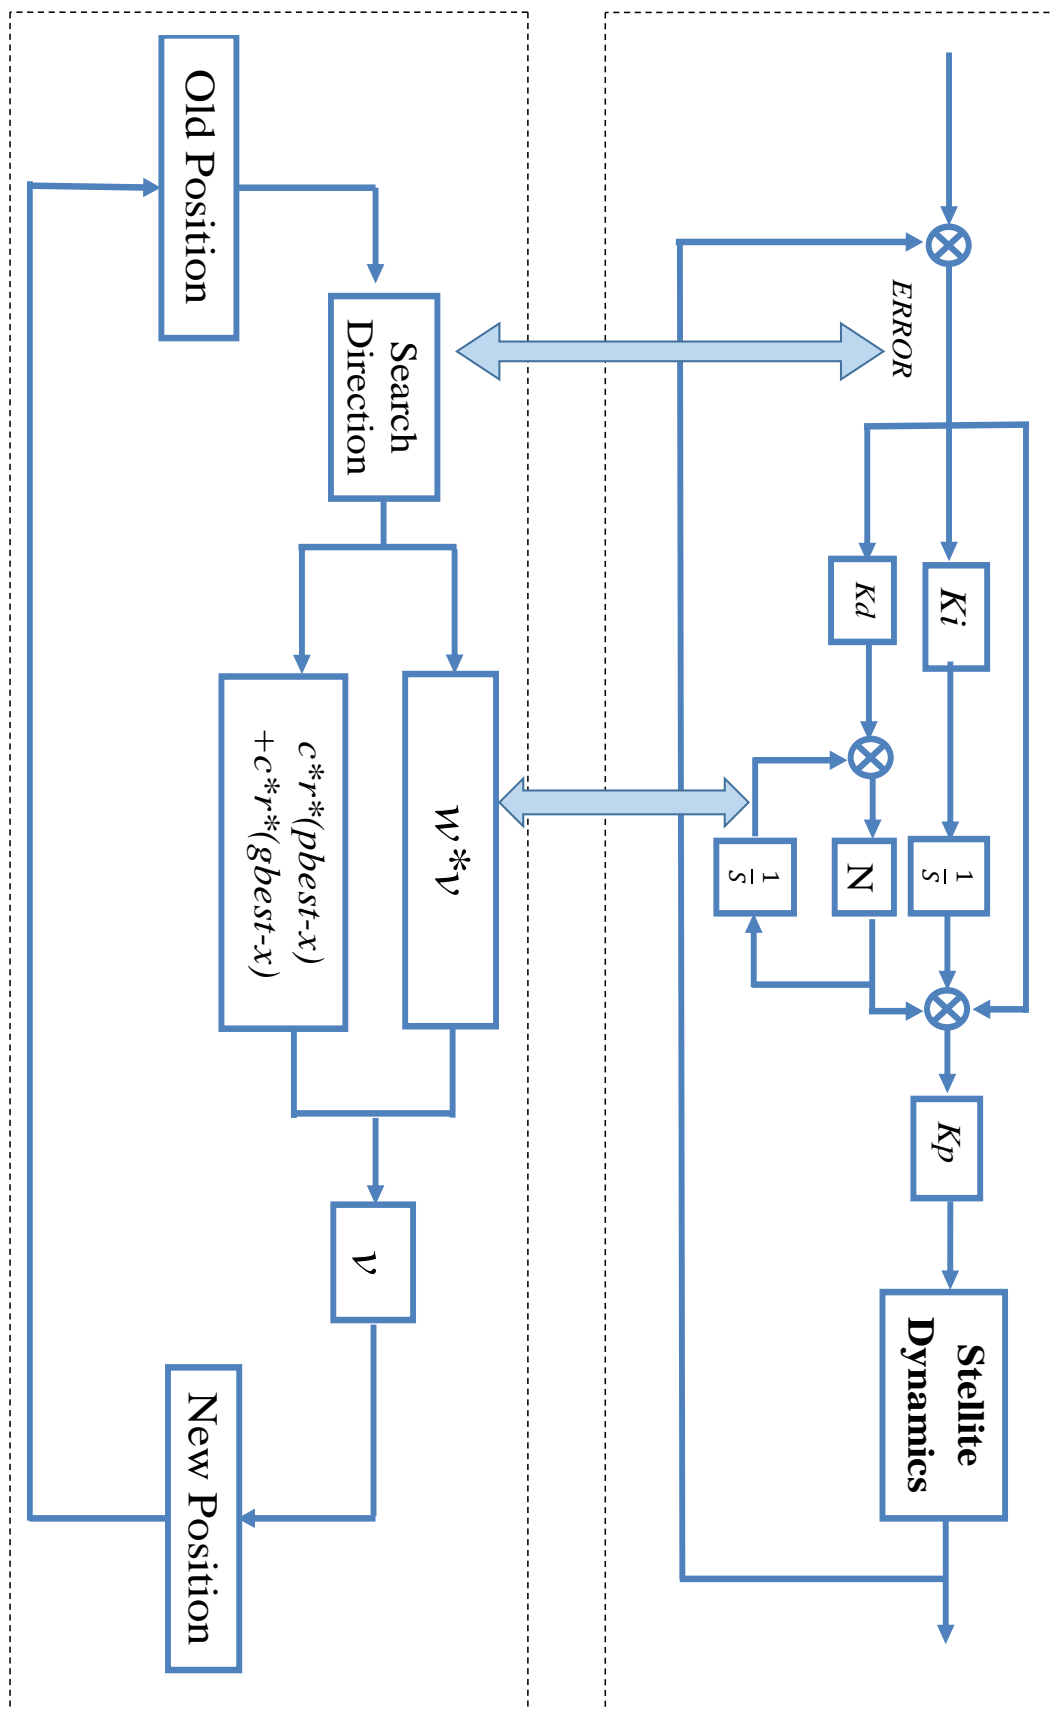 ERROR
Ki
1
s
Kd
N
1
s
Kp
Stellite
Dynamics
Old Position
Search
Direction
w*v
c*r*(pbest-x)
+c*r*(gbest-x)
v
New Position